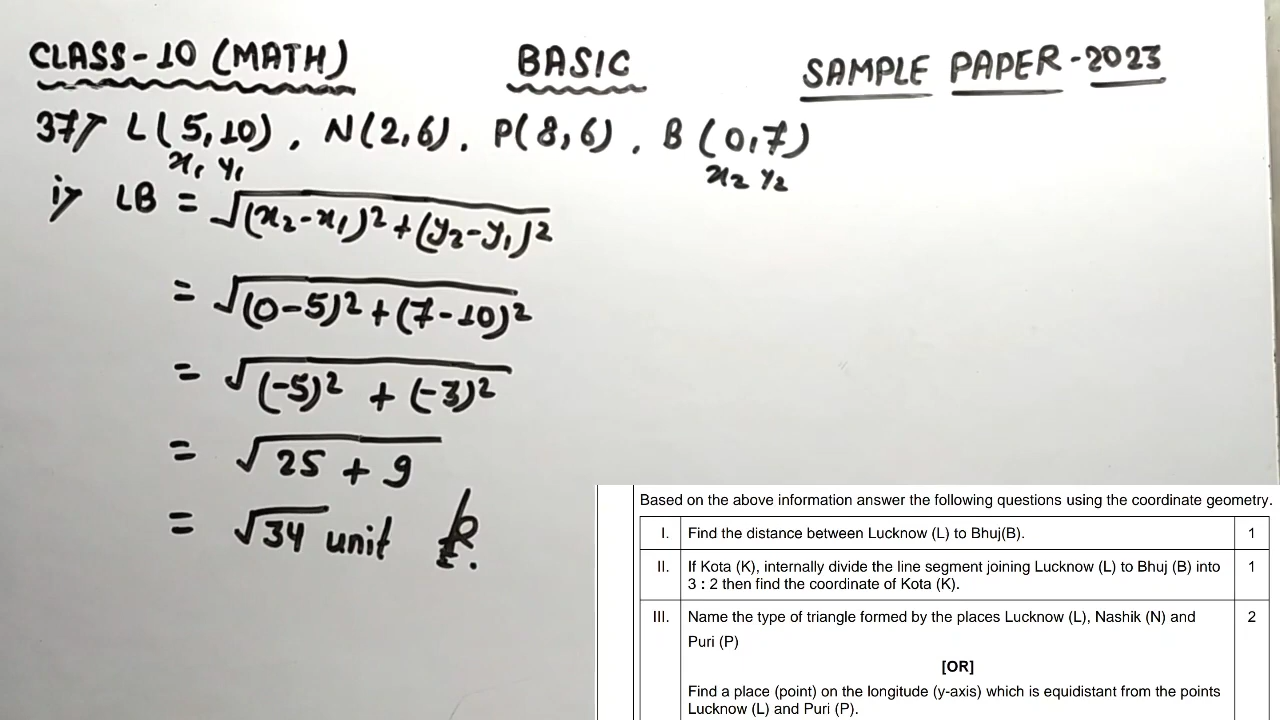 CLASS-10 (MATH) BASIC SAMPLE PAPER-2023
37> L(5,10), N(2,6), P(8,6), B(0,7)
x₁ y₁ x₂ y₂
i> LB = √(x₂-x₁)² + (y₂-y₁)²
= √(0-5)² + (7-10)²
= √(-5)² + (-3)²
= √25 + 9
= √34 unit
Based on the above information answer the following questions using the coordinate geometry.
I. Find the distance between Lucknow (L) to Bhuj(B). 1
II. If Kota (K), internally divide the line segment joining Lucknow (L) to Bhuj (B) into 1
3 : 2 then find the coordinate of Kota (K).
III. Name the type of triangle formed by the places Lucknow (L), Nashik (N) and 2
Puri (P)
[OR]
Find a place (point) on the longitude (y-axis) which is equidistant from the points
Lucknow (L) and Puri (P).